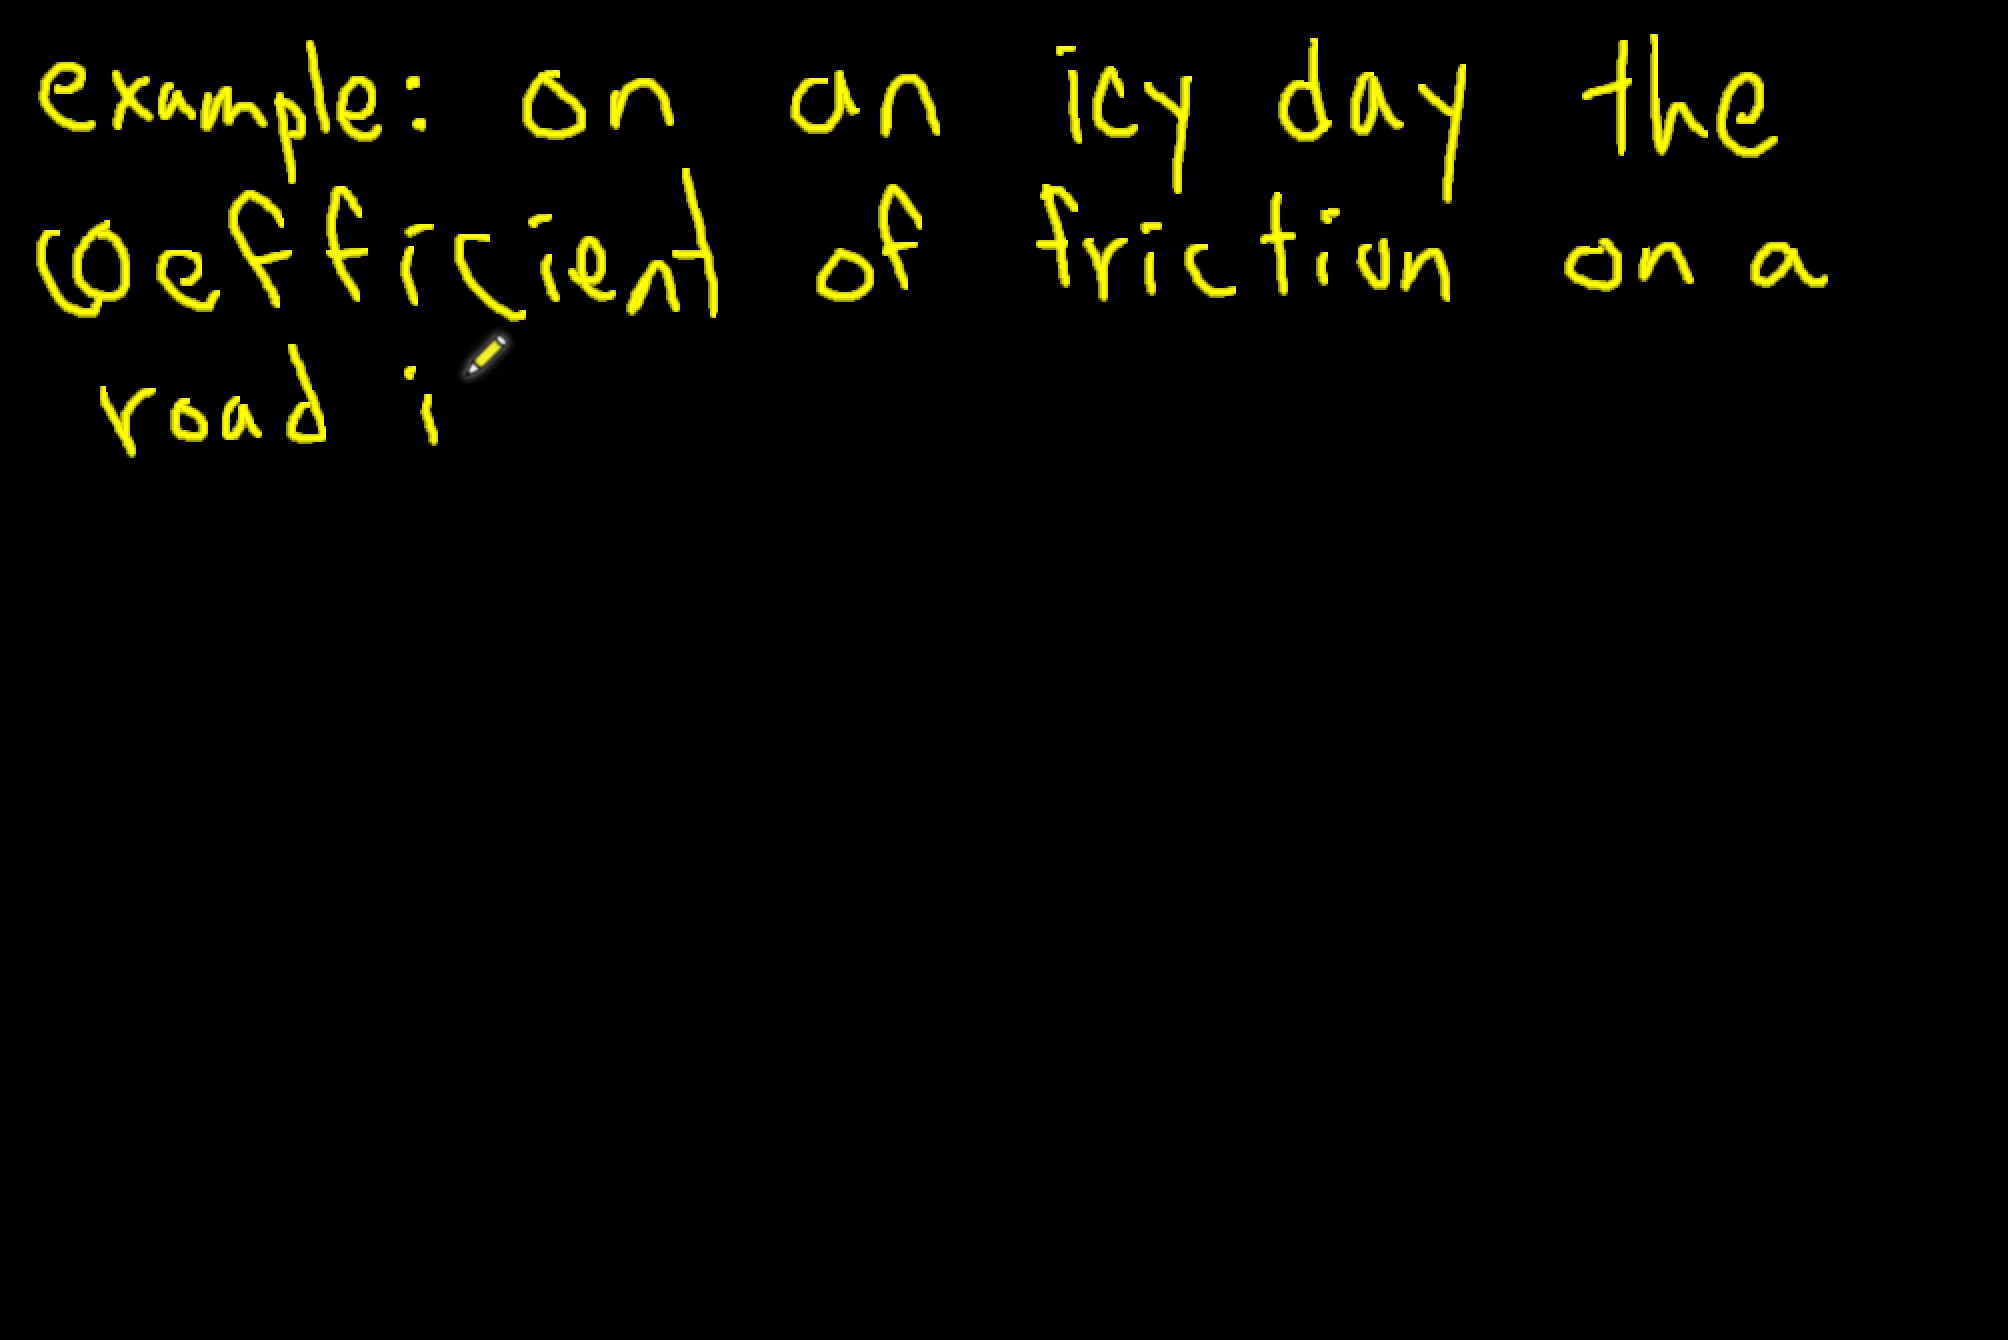 example: on an icy day the
coefficient of friction on a
road i